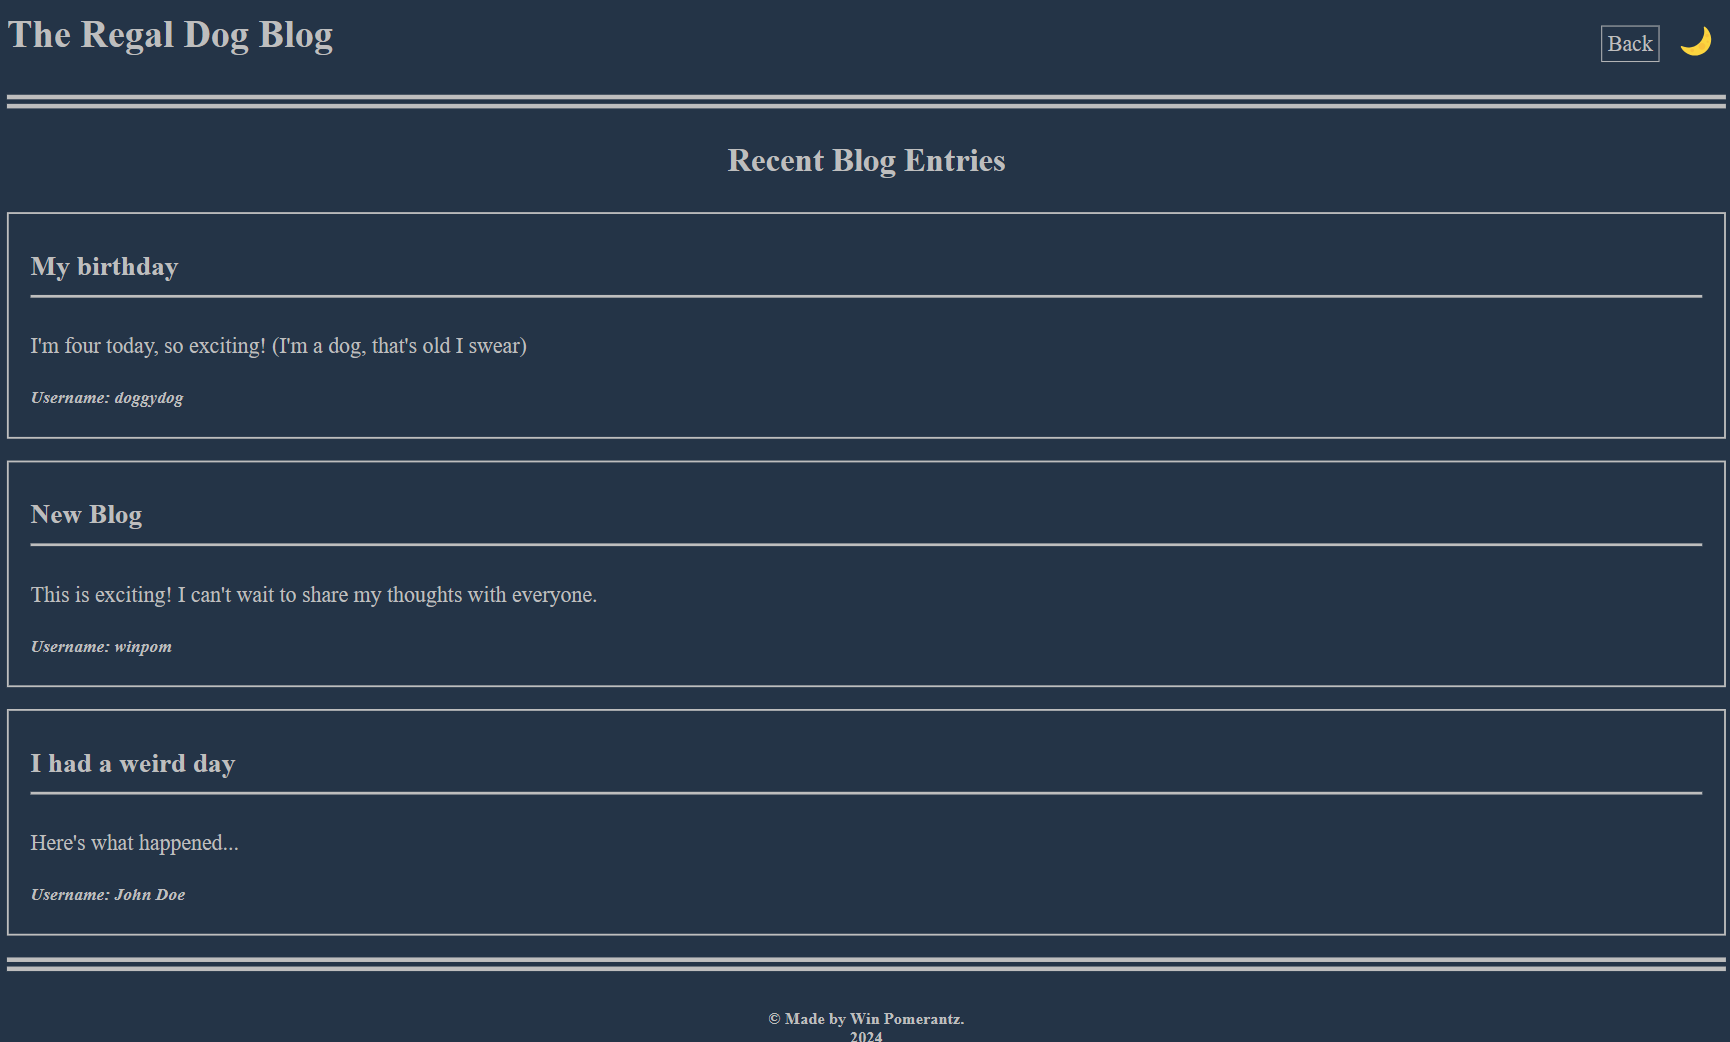 The Regal Dog Blog
Back
Recent Blog Entries
My birthday
I'm four today, so exciting! (I'm a dog, that's old I swear)
Username: doggydog
New Blog
This is exciting! I can't wait to share my thoughts with everyone.
Username: winpom
I had a weird day
Here's what happened...
Username: John Doe
© Made by Win Pomerantz.
2024